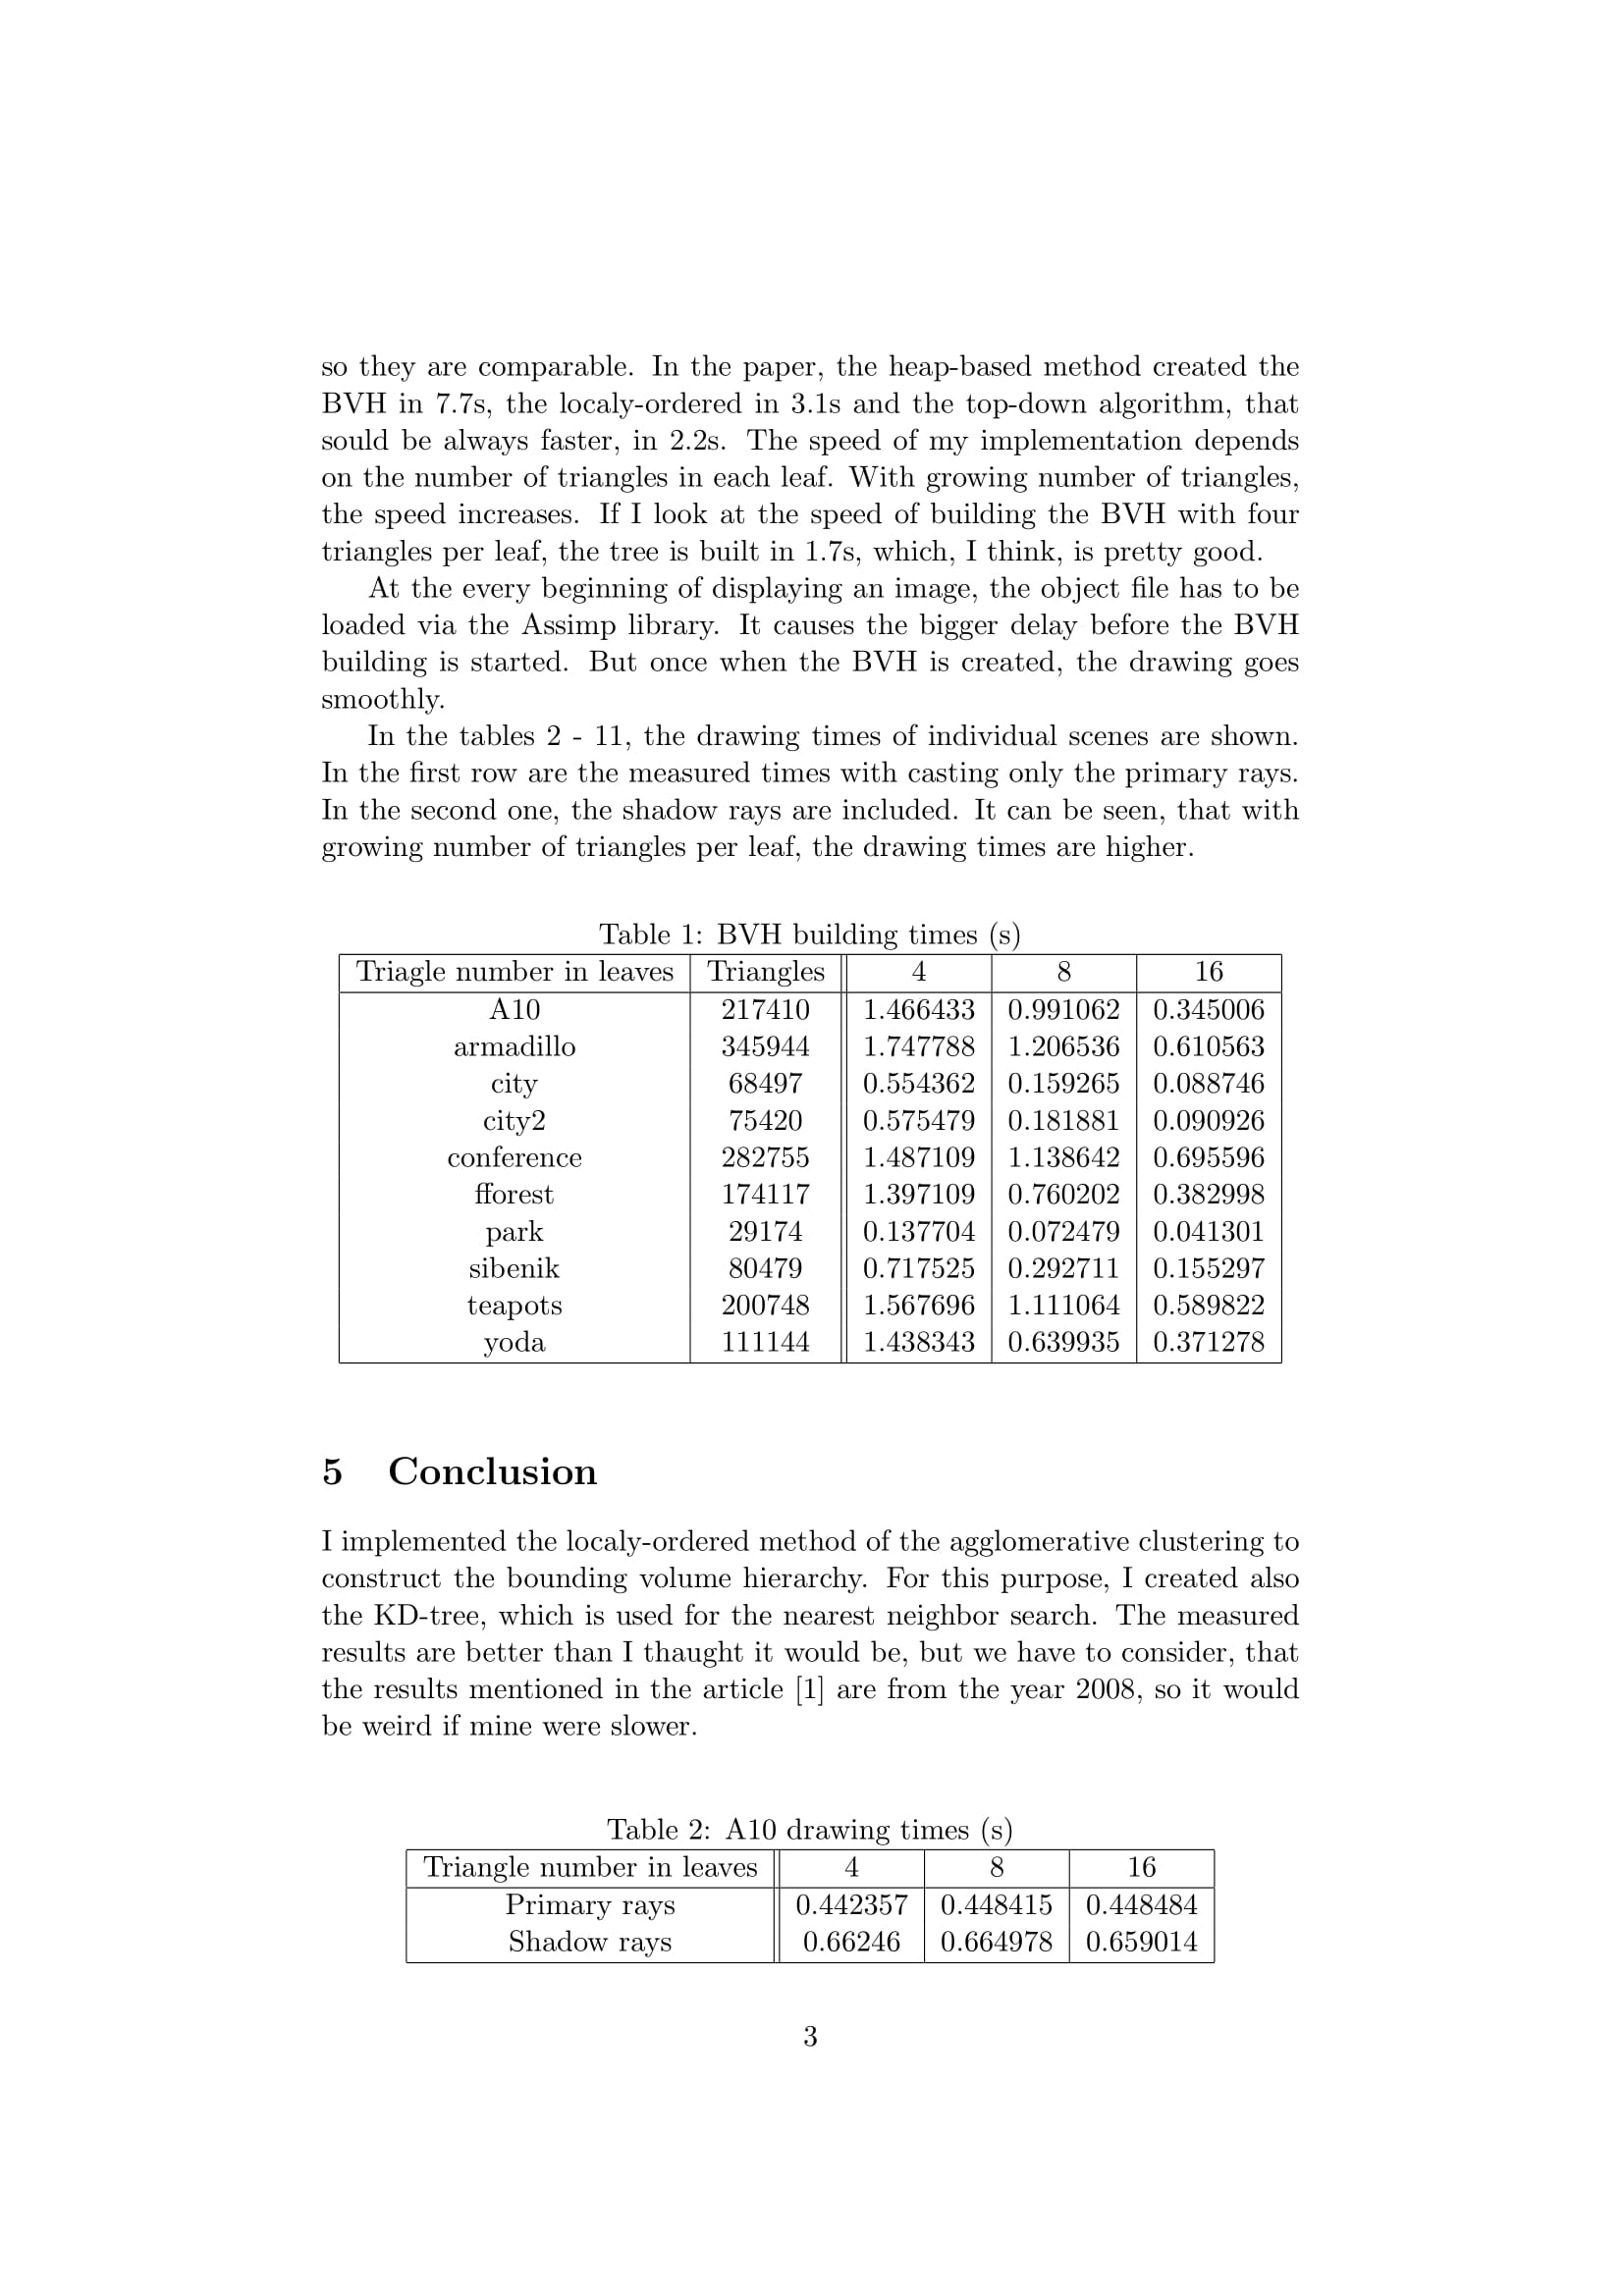 so they are comparable. In the paper, the heap-based method created the
BVH in 7.7s, the localy-ordered in 3.1s and the top-down algorithm, that
sould be always faster, in 2.2s. The speed of my implementation depends
on the number of triangles in each leaf. With growing number of triangles,
the speed increases. If I look at the speed of building the BVH with four
triangles per leaf, the tree is built in 1.7s, which, I think, is pretty good.
At the every beginning of displaying an image, the object file has to be
loaded via the Assimp library. It causes the bigger delay before the BVH
building is started. But once when the BVH is created, the drawing goes
smoothly.
In the tables 2 - 11, the drawing times of individual scenes are shown.
In the first row are the measured times with casting only the primary rays.
In the second one, the shadow rays are included. It can be seen, that with
growing number of triangles per leaf, the drawing times are higher.
Table 1: BVH building times (s)
Triagle number in leaves Triangles 4 8 16
A10 217410 1.466433 0.991062 0.345006
armadillo 345944 1.747788 1.206536 0.610563
city 68497 0.554362 0.159265 0.088746
city2 75420 0.575479 0.181881 0.090926
conference 282755 1.487109 1.138642 0.695596
fforest 174117 1.397109 0.760202 0.382998
park 29174 0.137704 0.072479 0.041301
sibenik 80479 0.717525 0.292711 0.155297
teapots 200748 1.567696 1.111064 0.589822
yoda 111144 1.438343 0.639935 0.371278
5 Conclusion
I implemented the localy-ordered method of the agglomerative clustering to
construct the bounding volume hierarchy. For this purpose, I created also
the KD-tree, which is used for the nearest neighbor search. The measured
results are better than I thaught it would be, but we have to consider, that
the results mentioned in the article [1] are from the year 2008, so it would
be weird if mine were slower.
Table 2: A10 drawing times (s)
Triangle number in leaves 4 8 16
Primary rays 0.442357 0.448415 0.448484
Shadow rays 0.66246 0.664978 0.659014
3